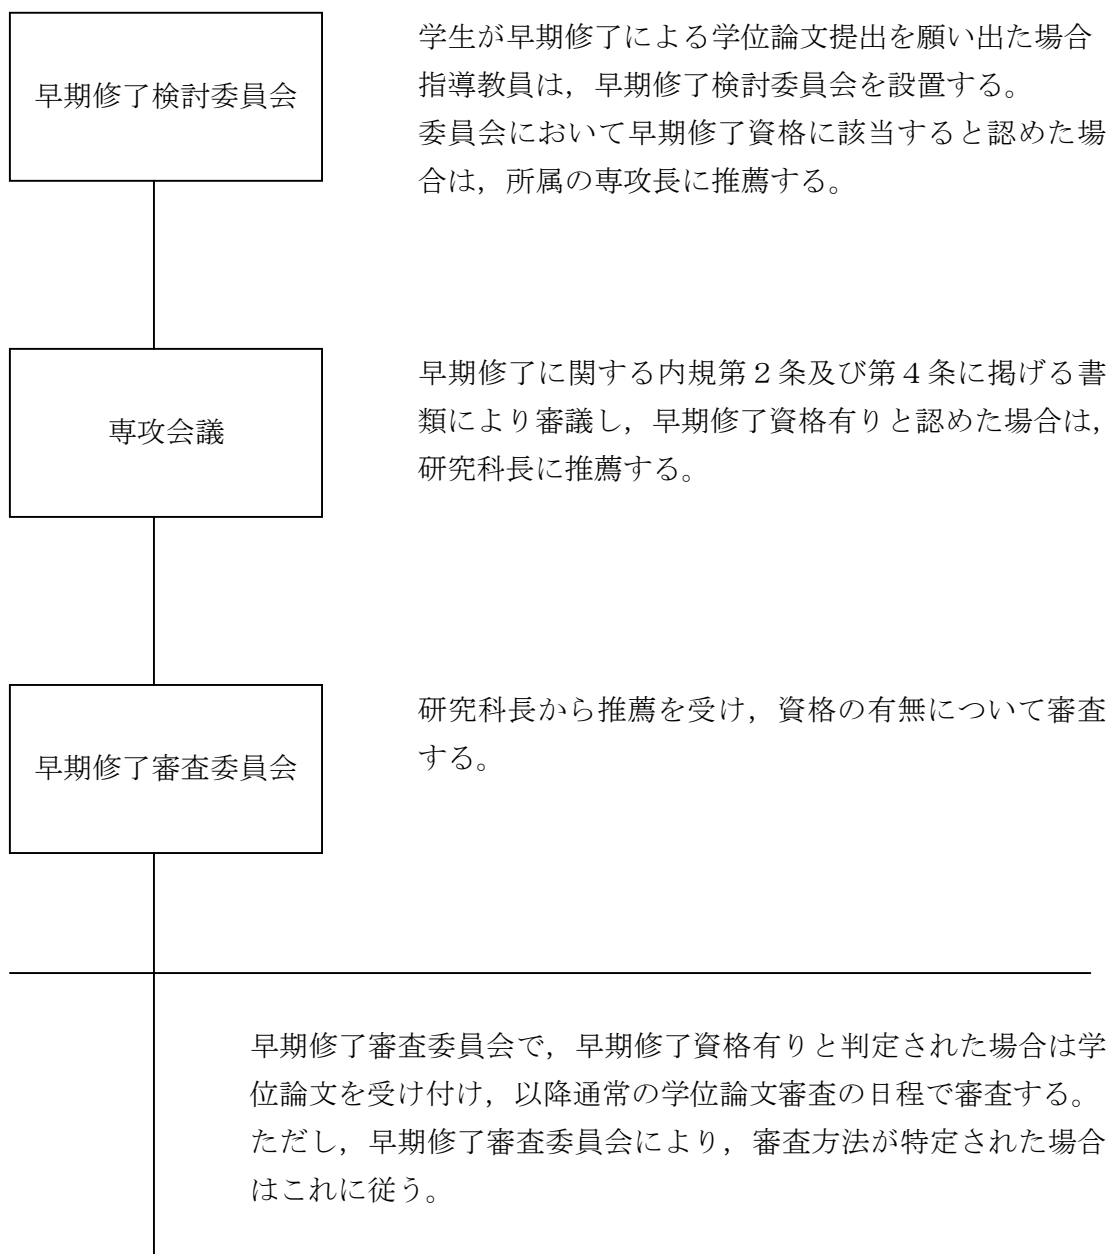 早期修了検討委員会
学生が早期修了による学位論文提出を願い出た場合
指導教員は，早期修了検討委員会を設置する。
委員会において早期修了資格に該当すると認めた場
合は，所属の専攻長に推薦する。
専攻会議
早期修了に関する内規第２条及び第４条に掲げる書
類により審議し，早期修了資格有りと認めた場合は，
研究科長に推薦する。
早期修了審査委員会
研究科長から推薦を受け，資格の有無について審査
する。
早期修了審査委員会で，早期修了資格有りと判定された場合は学
位論文を受け付け，以降通常の学位論文審査の日程で審査する。
ただし，早期修了審査委員会により，審査方法が特定された場合
はこれに従う。